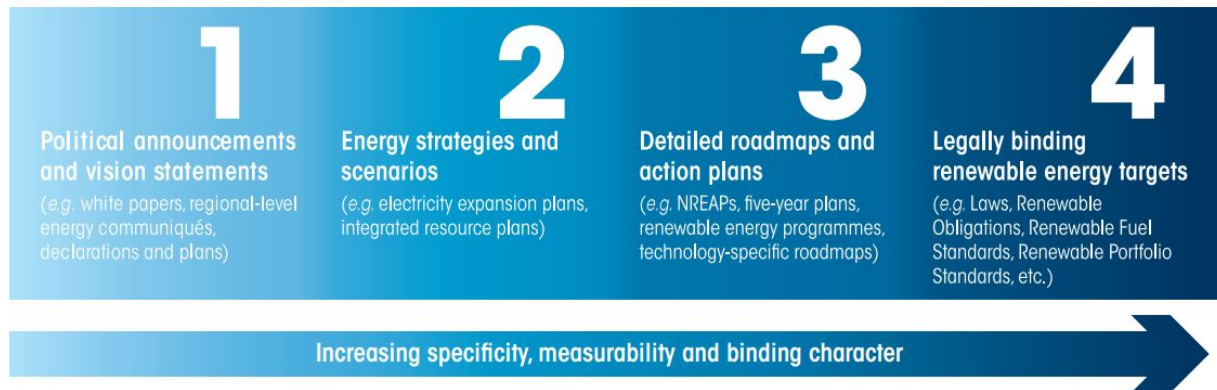 1
Political announcements
and vision statements
(e.g. white papers, regional-level
energy communiqués,
declarations and plans)
2
Energy strategies and
scenarios
(e.g. electricity expansion plans,
integrated resource plans)
3
Detailed roadmaps and
action plans
(e.g. NREAPs, five-year plans,
renewable energy programmes,
technology-specific roadmaps)
4
Legally binding
renewable energy targets
(e.g. Laws, Renewable
Obligations, Renewable Fuel
Standards, Renewable Portfolio
Standards, etc.)
Increasing specificity, measurability and binding character